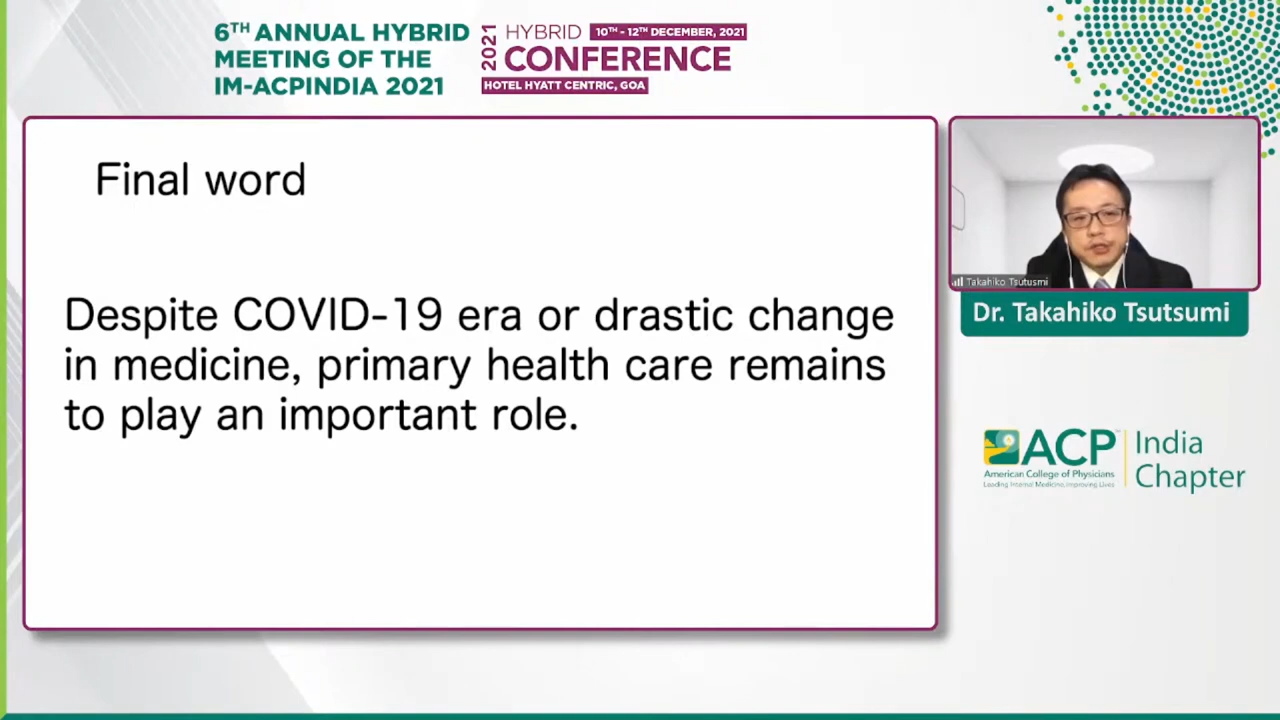 6TH ANNUAL HYBRID
MEETING OF THE
IM-ACPINDIA 2021
2021
HYBRID
10TH - 12TH DECEMBER, 2021
CONFERENCE
HOTEL HYATT CENTRIC, GOA
Final word
Despite COVID-19 era or drastic change
in medicine, primary health care remains
to play an important role.
Takahiko Tsutusmi
Dr. Takahiko Tsutsumi
ACP
American College of Physicians
Leading Internal Medicine, Improving Lives
India
Chapter